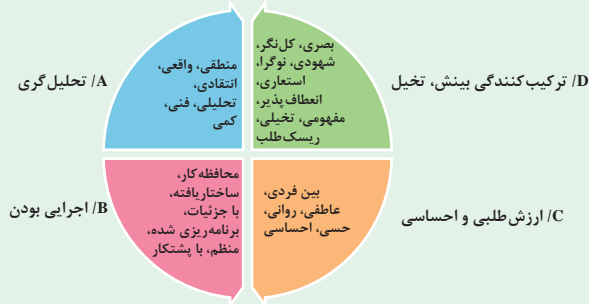 بصری، کل‌نگر،
شهودی، نوگرا،
استعاری،
انعطاف‌پذیر،
مفهومی، تخیلی،
ریسک‌طلب
D/ ترکیب‌کنندگی بینش، تخیل
منطقی، واقعی،
انتقادی،
تحلیلی، فنی،
کمی
A/ تحلیل‌گری
بین فردی،
عاطفی، روانی،
حسی، احساسی
C/ ارزش‌طلبی و احساسی
محافظه‌کار،
ساختاریافته،
با جزئیات،
برنامه‌ریزی شده،
منظم، با پشتکار
B/ اجرایی بودن